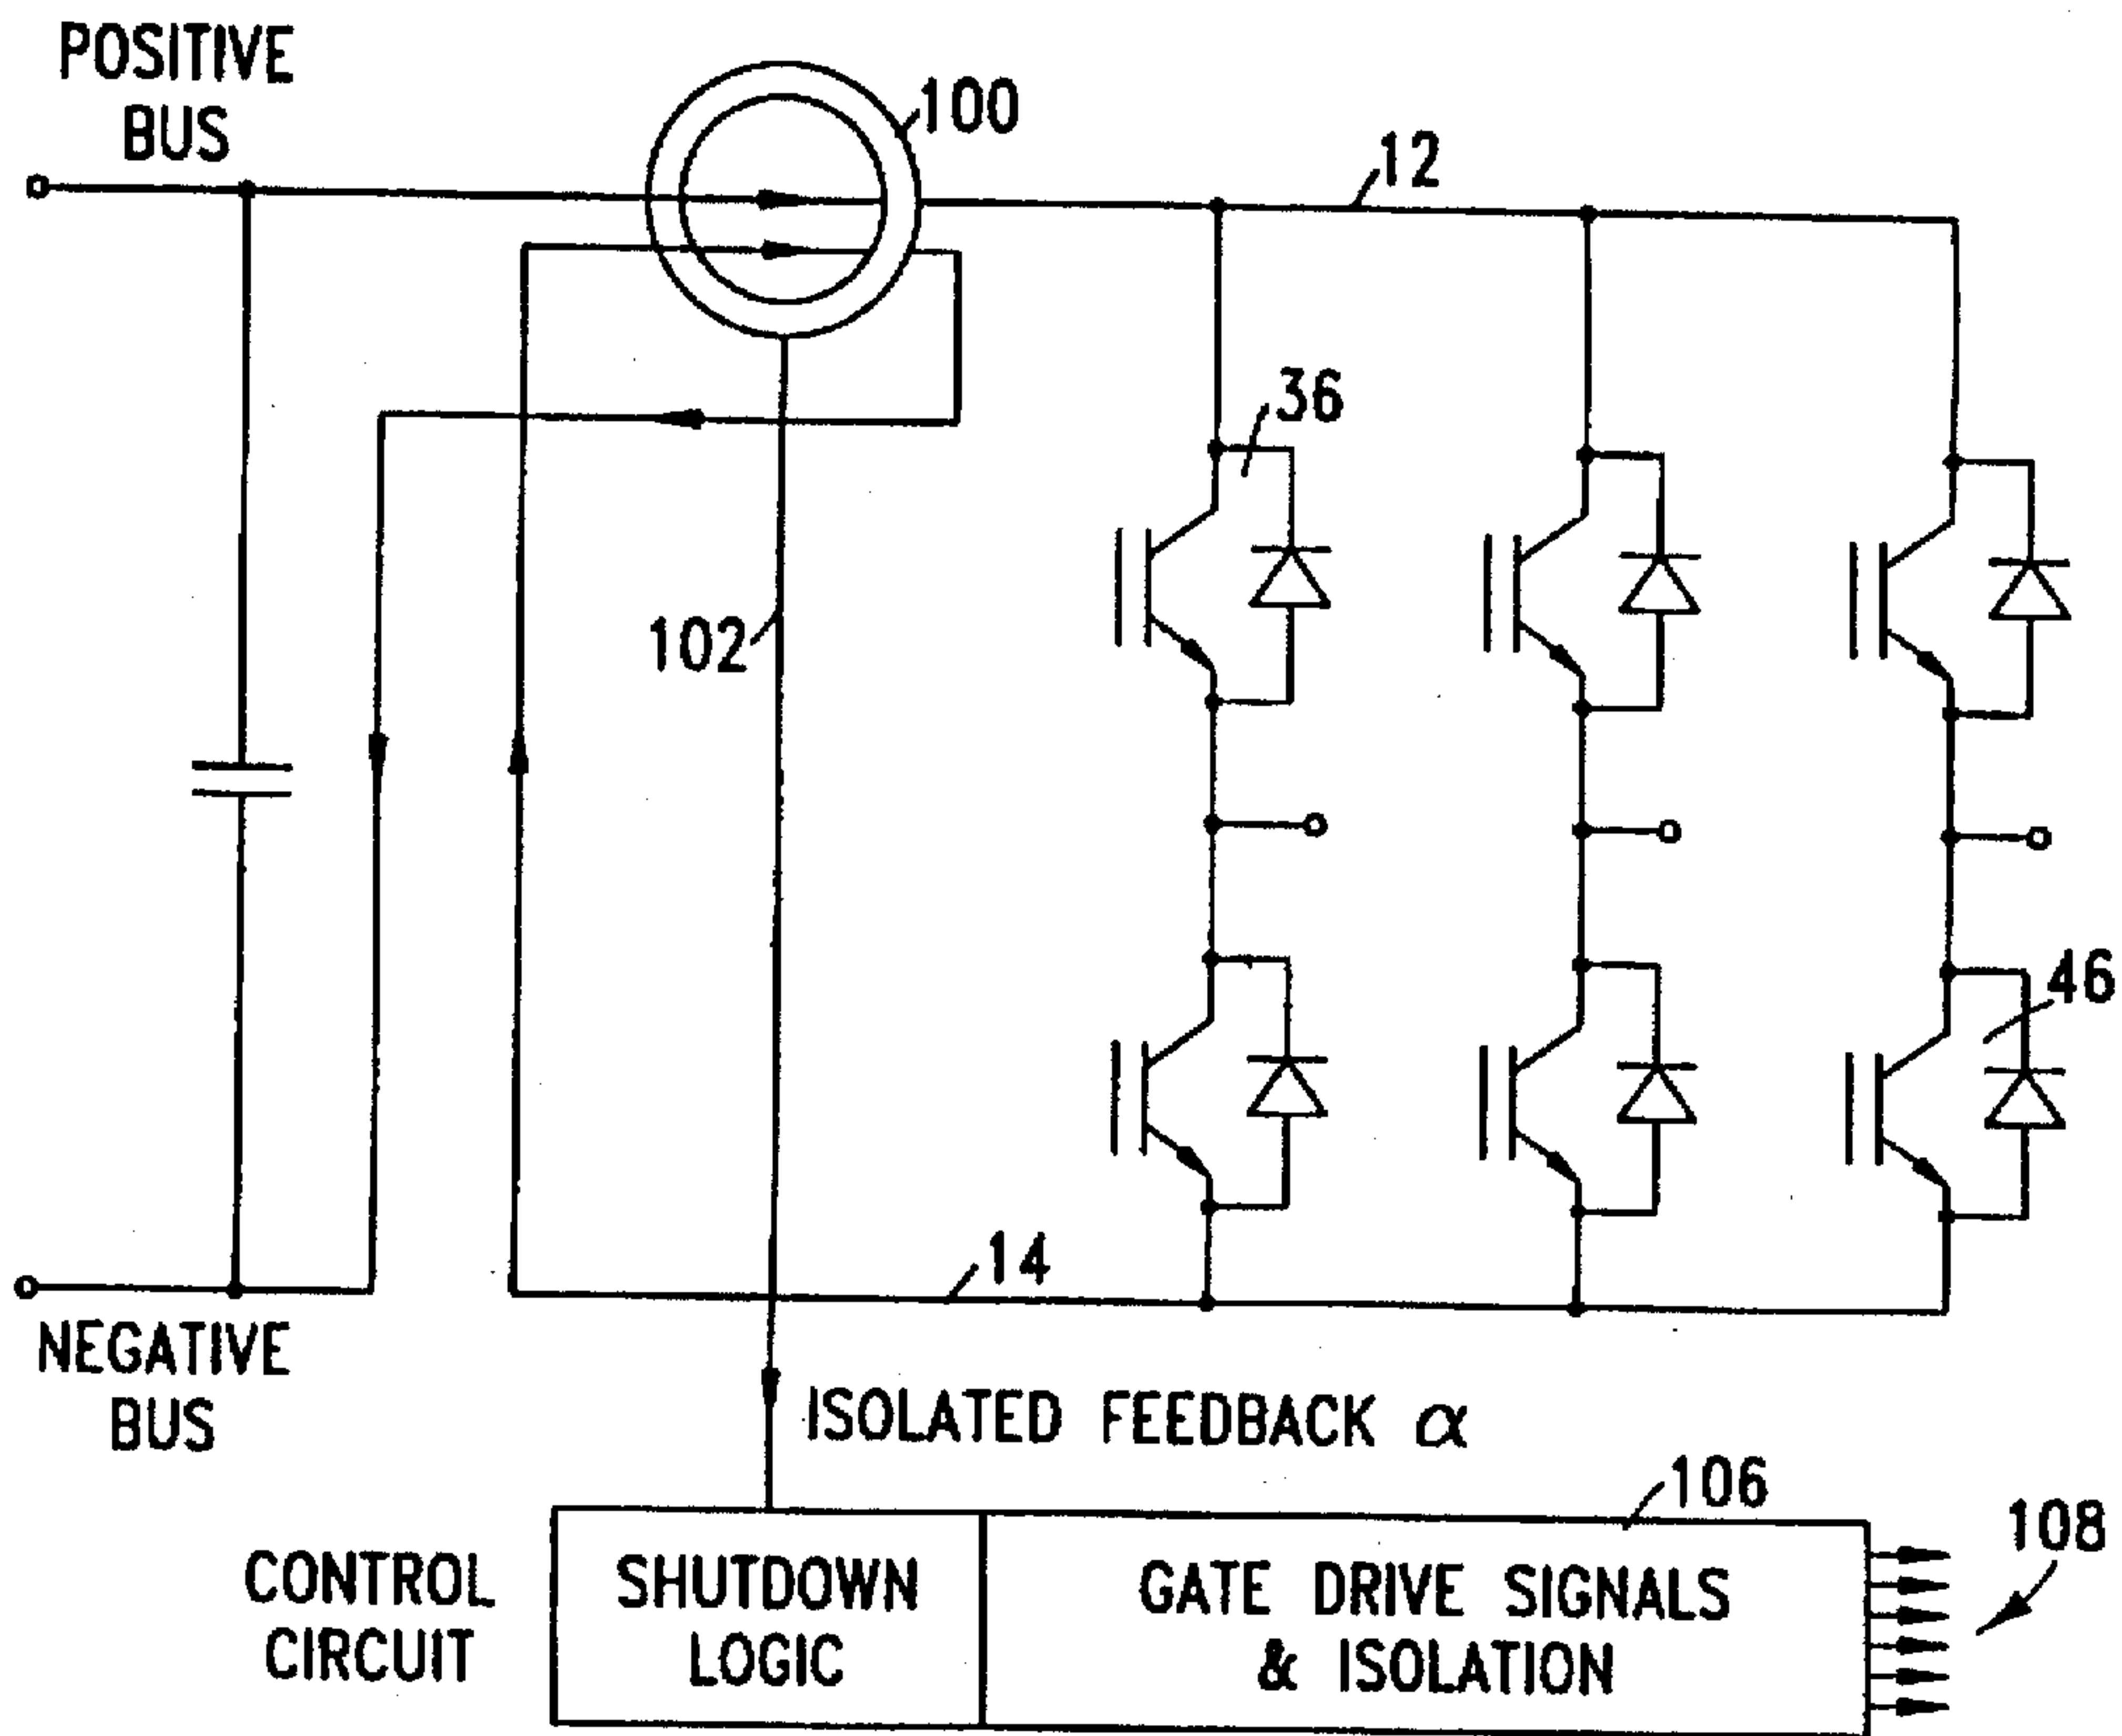 POSITIVE
BUS
100
12
36
102
46
14
NEGATIVE
BUS
ISOLATED FEEDBACK α
106
108
CONTROL
CIRCUIT
SHUTDOWN
LOGIC
GATE DRIVE SIGNALS
& ISOLATION